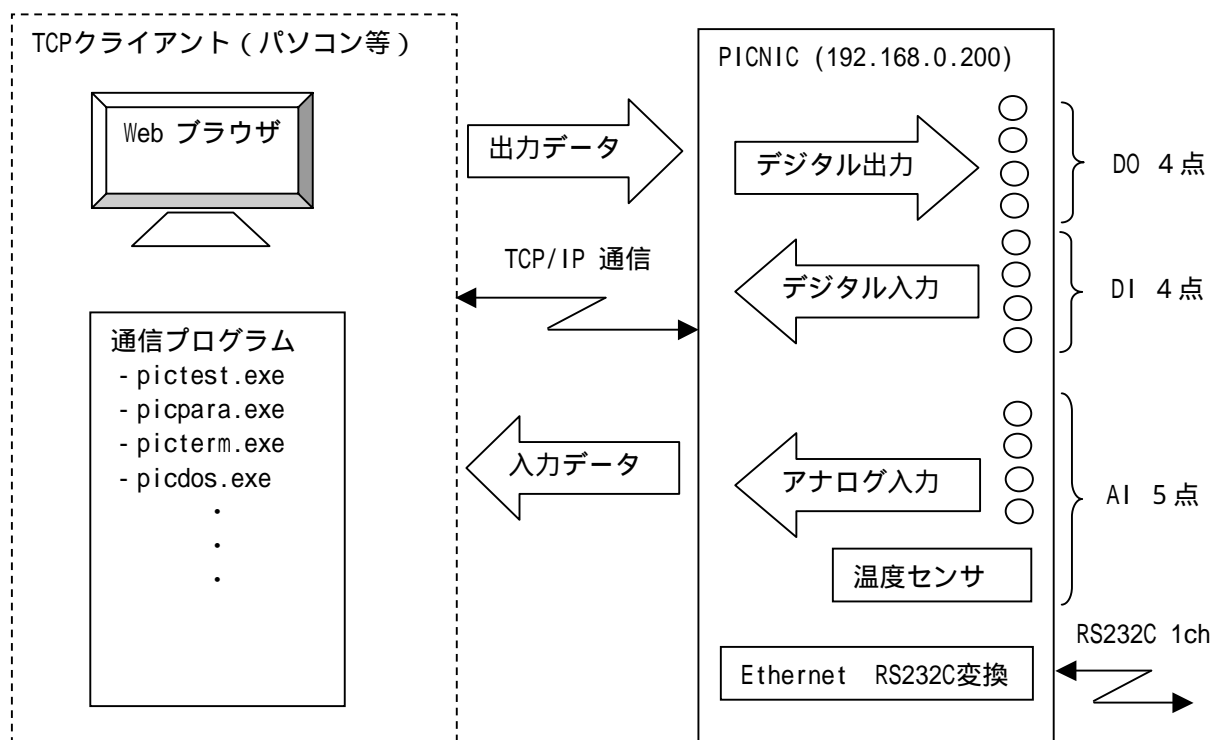 TCPクライアント(パソコン等)
Web ブラウザ
通信プログラム
- pictest.exe
- picpara.exe
- picterm.exe
- picdos.exe
・
・
・
出力データ
TCP/IP 通信
入力データ
PICNIC (192.168.0.200)
デジタル出力
デジタル入力
アナログ入力
温度センサ
Ethernet　RS232C変換
DO 4点
DI 4点
AI 5点
RS232C 1ch